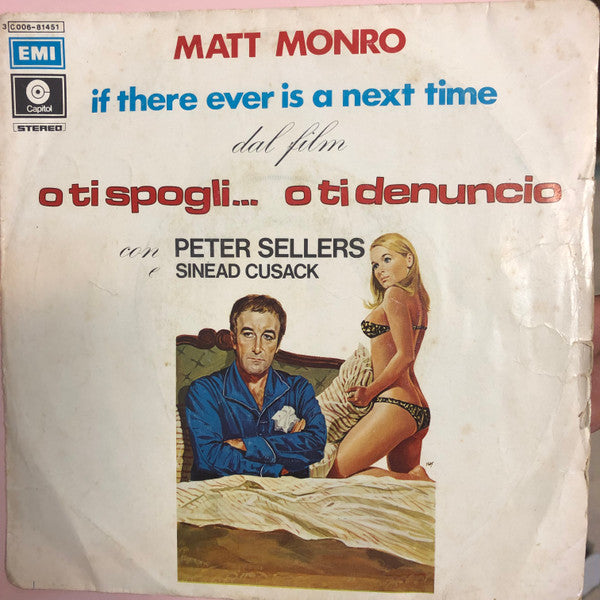 3C006-81451
EMI
Capitol
STEREO
MATT MONRO
if there ever is a next time
dal film
o ti spogli... o ti denuncio
con PETER SELLERS
e SINEAD CUSACK